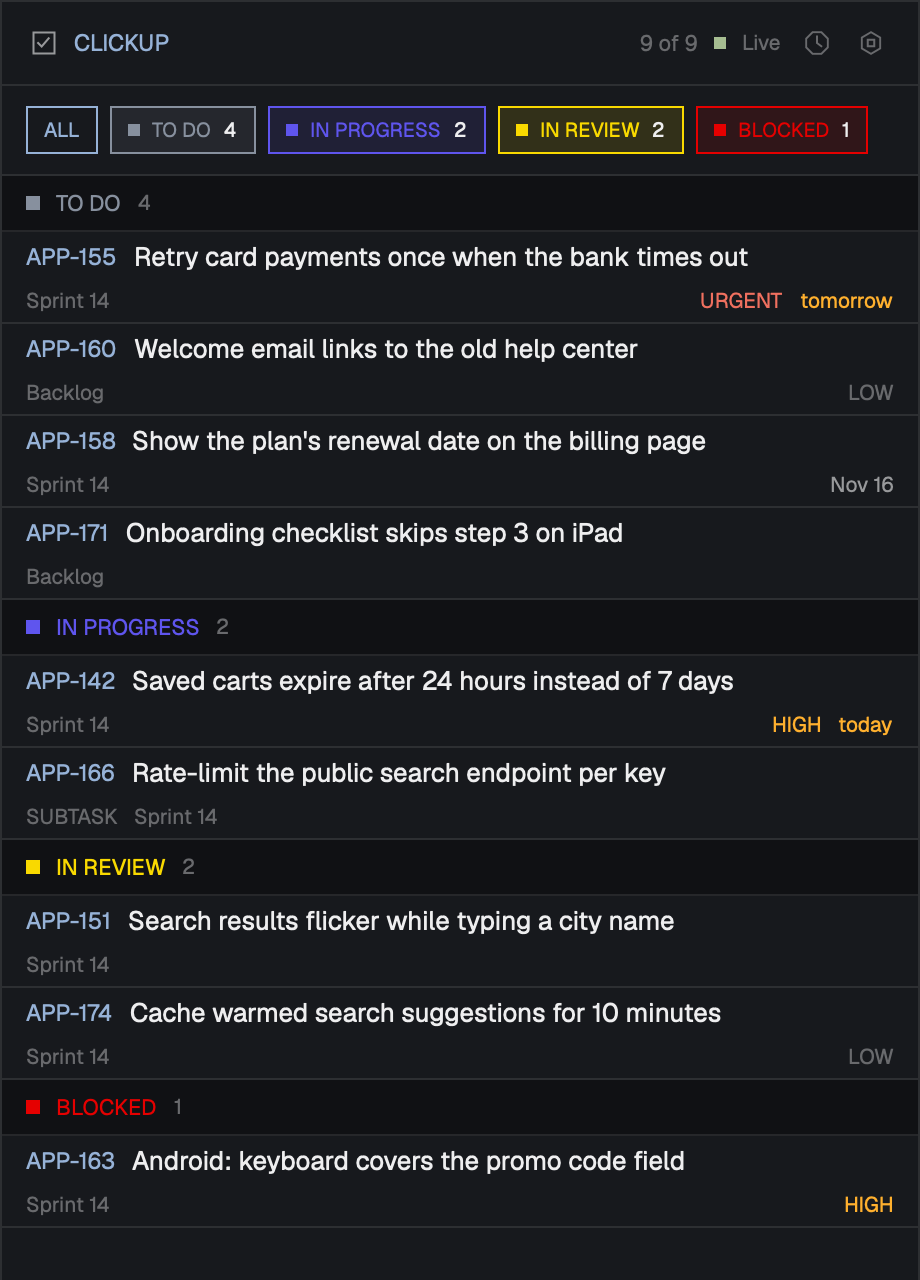 CLICKUP 9 of 9 Live
ALL TO DO 4 IN PROGRESS 2 IN REVIEW 2 BLOCKED 1
TO DO 4
APP-155 Retry card payments once when the bank times out
Sprint 14 URGENT tomorrow
APP-160 Welcome email links to the old help center
Backlog LOW
APP-158 Show the plan's renewal date on the billing page
Sprint 14 Nov 16
APP-171 Onboarding checklist skips step 3 on iPad
Backlog
IN PROGRESS 2
APP-142 Saved carts expire after 24 hours instead of 7 days
Sprint 14 HIGH today
APP-166 Rate-limit the public search endpoint per key
SUBTASK Sprint 14
IN REVIEW 2
APP-151 Search results flicker while typing a city name
Sprint 14
APP-174 Cache warmed search suggestions for 10 minutes
Sprint 14 LOW
BLOCKED 1
APP-163 Android: keyboard covers the promo code field
Sprint 14 HIGH